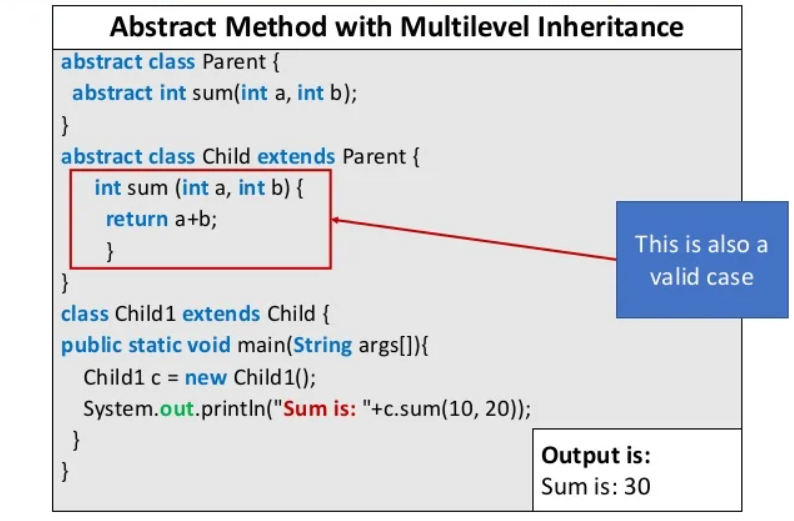 Abstract Method with Multilevel Inheritance
abstract class Parent {
abstract int sum(int a, int b);
}
abstract class Child extends Parent {
int sum (int a, int b) {
return a+b;
}
}
class Child1 extends Child {
public static void main(String args[]){
Child1 c = new Child1();
System.out.println("Sum is: "+c.sum(10, 20));
}
}
This is also a
valid case
Output is:
Sum is: 30